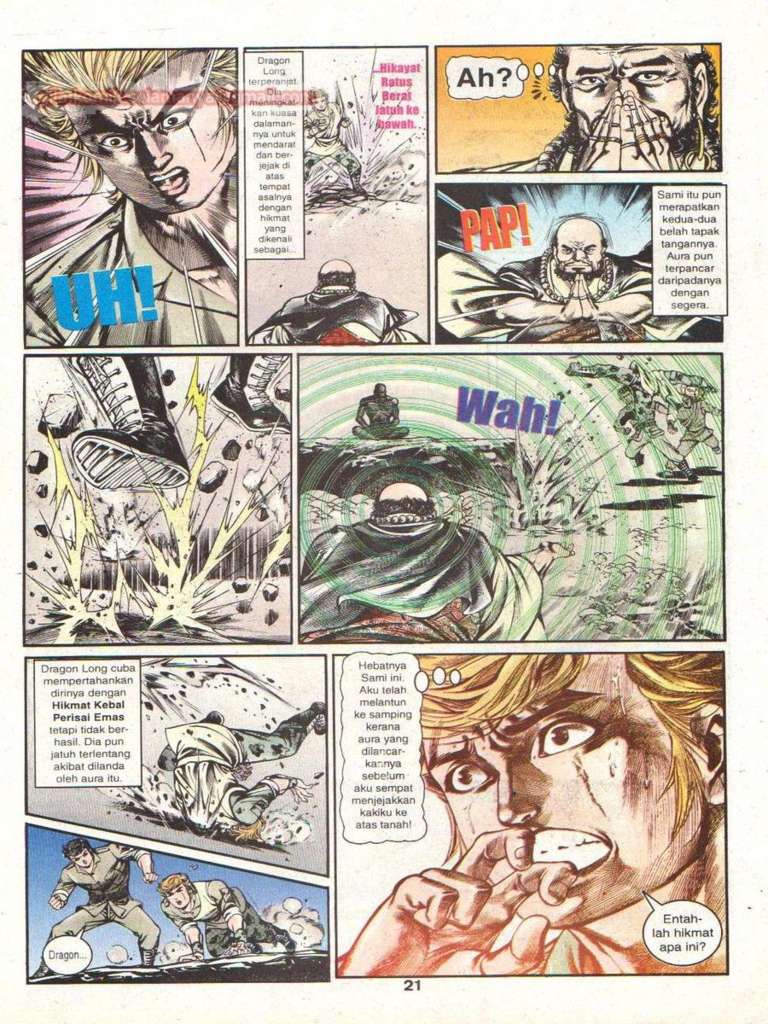 UH!
Dragon
Long
terperanjat.
Dia
meningkat-
kan kuasa
dalaman-
nya untuk
mendarat
dan ber-
jejak di
atas
tempat
asalnya
dengan
hikmat
yang
dikenali
sebagai...
...Hikayat
Ratus
Berat
Jatuh ke
bawah.
Ah?
PAP!
Sami itu pun
merapatkan
kedua-dua
belah tapak
tangannya.
Aura pun
terpancar
daripadanya
dengan
segera.
Wah!
Dragon Long cuba
mempertahankan
dirinya dengan
Hikmat Kebal
Perisai Emas
tetapi tidak ber-
hasil. Dia pun
jatuh terlentang
akibat dilanda
oleh aura itu.
Dragon...
Hebatnya
Sami ini.
Aku telah
melantun
ke samping
kerana
aura yang
dilancar-
kannya
sebelum
aku sempat
menjejakkan
kakiku ke
atas tanah!
Entah-
lah hikmat
apa ini?
21